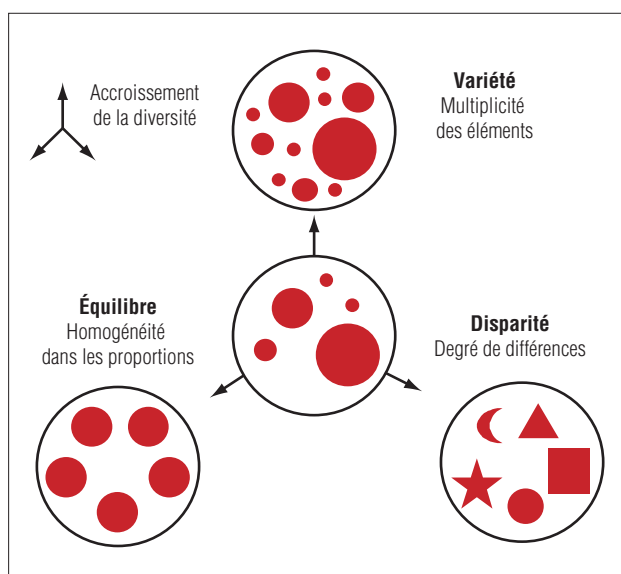 Accroissement
de la diversité
Variété
Multiplicité
des éléments
Équilibre
Homogénéité
dans les proportions
Disparité
Degré de différences